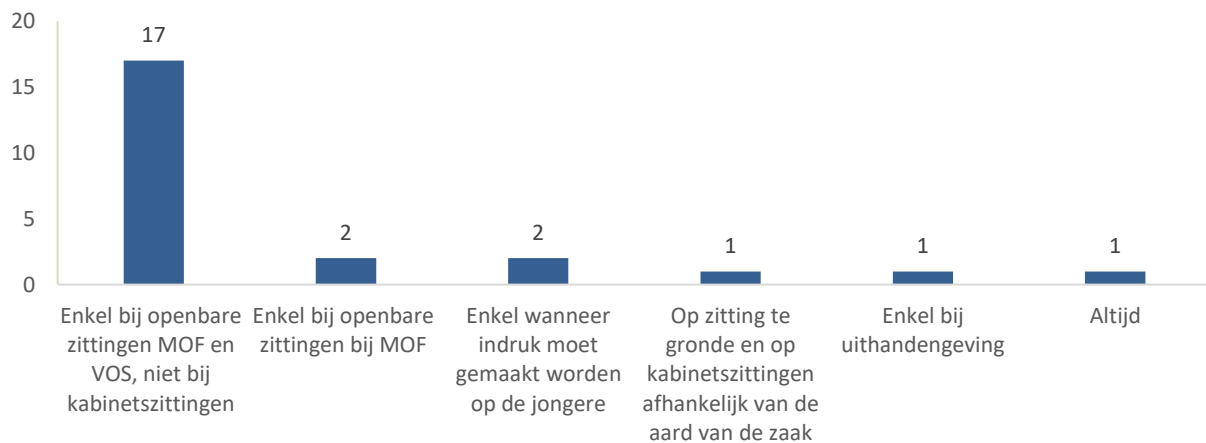 20
17
15
10
5
2
2
1
1
1
0
Enkel bij openbare
zittingen MOF en
VOS, niet bij
kabinetszittingen
Enkel bij openbare
zittingen bij MOF
Enkel wanneer
indruk moet
gemaakt worden
op de jongere
Op zitting te
gronde en op
kabinetszittingen
afhankelijk van de
aard van de zaak
Enkel bij
uithandengeving
Altijd